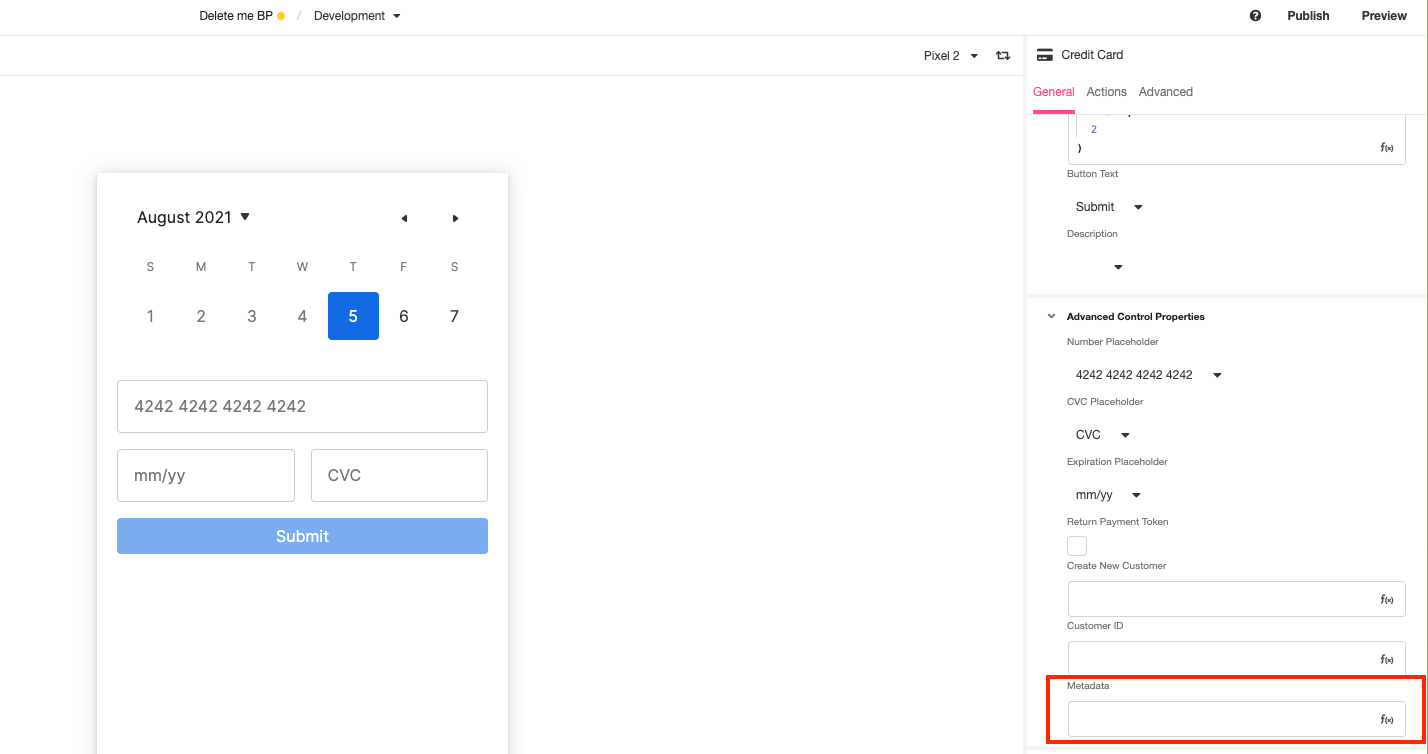 Delete me BP / Development
Publish Preview
Pixel 2
Credit Card
General Actions Advanced
2
)
f(x)
Button Text
Submit
Description
Advanced Control Properties
Number Placeholder
4242 4242 4242 4242
CVC Placeholder
CVC
Expiration Placeholder
mm/yy
Return Payment Token
Create New Customer
f(x)
Customer ID
f(x)
Metadata
f(x)
August 2021
S M T W T F S
1 2 3 4 5 6 7
4242 4242 4242 4242
mm/yy CVC
Submit